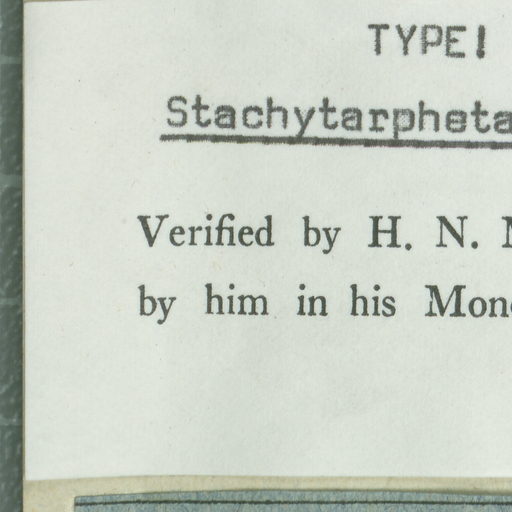 TYPE!
Stachytarpheta
Verified by H. N.
by him in his